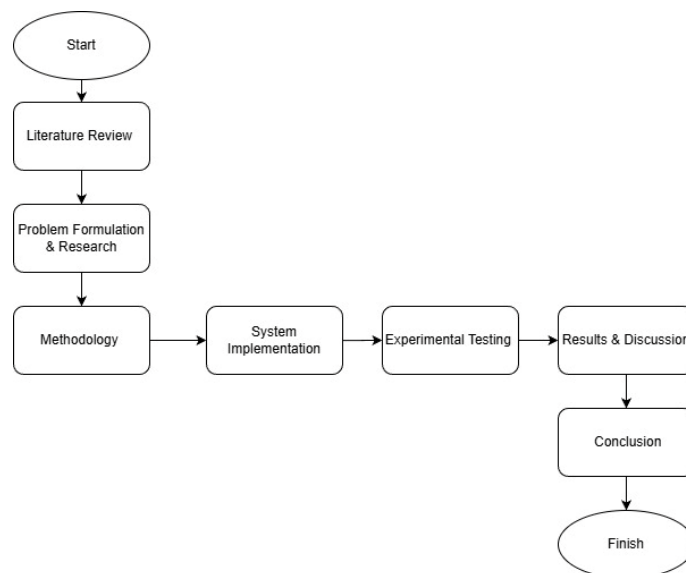 Start
Literature Review
Problem Formulation
& Research
Methodology
System
Implementation
Experimental Testing
Results & Discussion
Conclusion
Finish